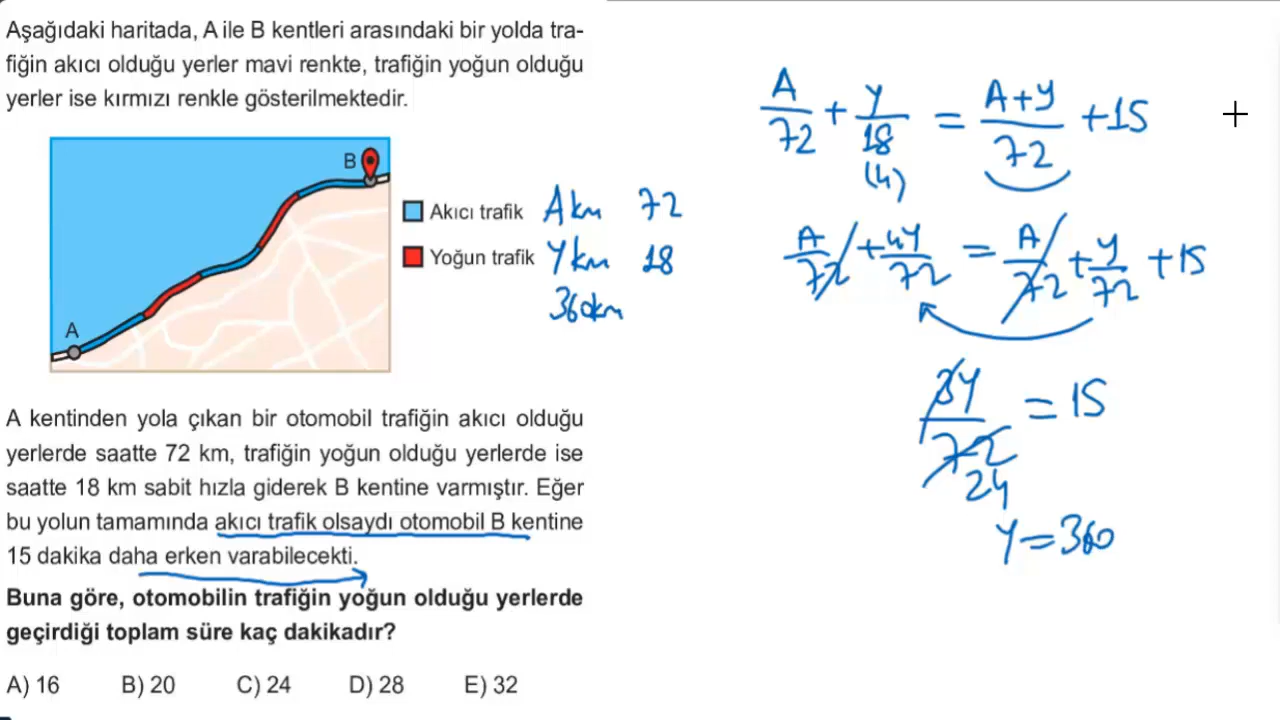 Aşağıdaki haritada, A ile B kentleri arasındaki bir yolda tra-
fiğin akıcı olduğu yerler mavi renkte, trafiğin yoğun olduğu
yerler ise kırmızı renkle gösterilmektedir.
B
A
Akıcı trafik A km 72
Yoğun trafik Y km 18
360km
A kentinden yola çıkan bir otomobil trafiğin akıcı olduğu
yerlerde saatte 72 km, trafiğin yoğun olduğu yerlerde ise
saatte 18 km sabit hızla giderek B kentine varmıştır. Eğer
bu yolun tamamında akıcı trafik olsaydı otomobil B kentine
15 dakika daha erken varabilecekti.
Buna göre, otomobilin trafiğin yoğun olduğu yerlerde
geçirdiği toplam süre kaç dakikadır?
A) 16 B) 20 C) 24 D) 28 E) 32
A/72 + Y/18 = A+Y/72 + 15
(4)
A/72 + 4Y/72 = A/72 + Y/72 + 15
3Y/72 = 15
24
Y = 360